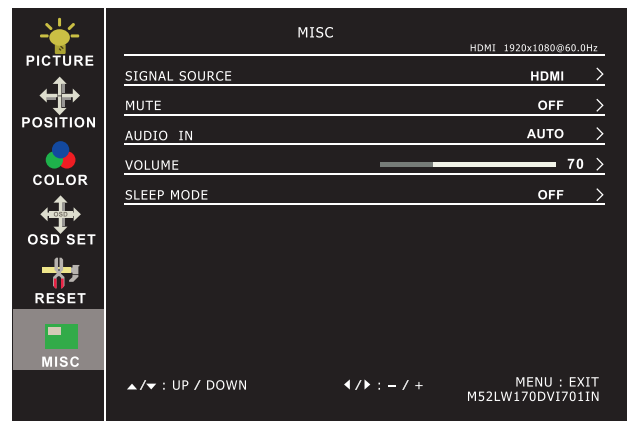 MISC
HDMI 1920x1080@60.0Hz
PICTURE
POSITION
COLOR
OSD
OSD SET
RESET
MISC
SIGNAL SOURCE HDMI >
MUTE OFF >
AUDIO IN AUTO >
VOLUME 70 >
SLEEP MODE OFF >
▲/▼ : UP / DOWN ◀/▶ : – / + MENU : EXIT
M52LW170DVI701IN